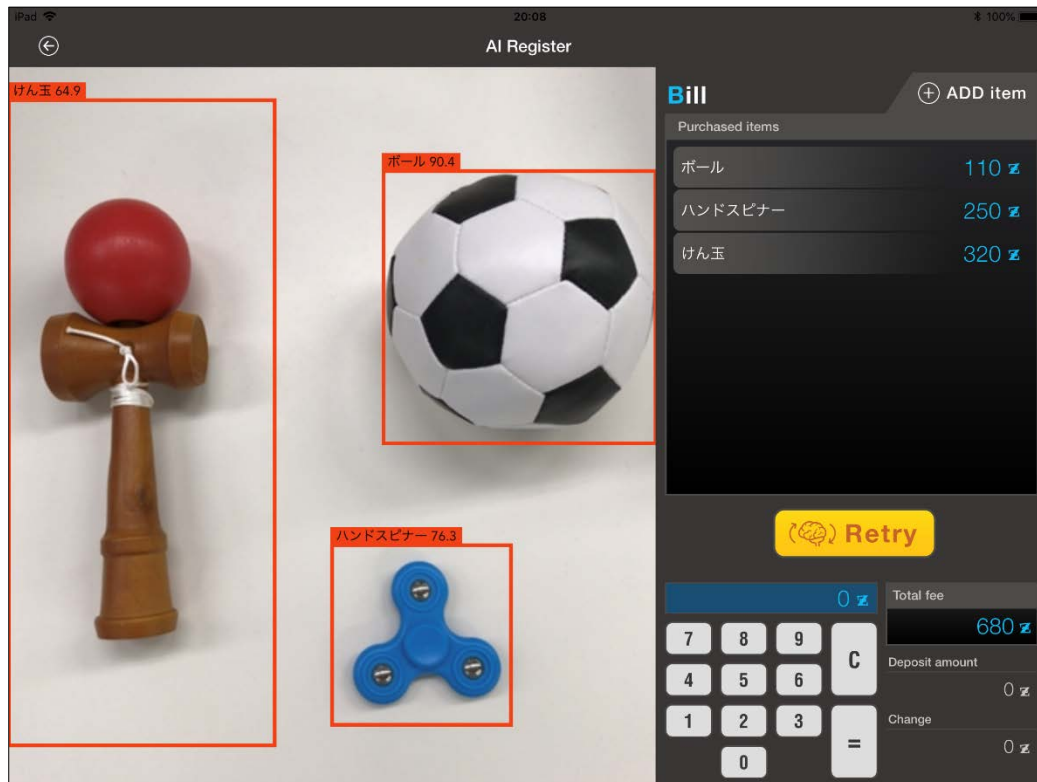 iPad 20:08 100%
AI Register
けん玉 64.9
ボール 90.4
ハンドスピナー 76.3
Bill
ADD item
Purchased items
ボール 110
ハンドスピナー 250
けん玉 320
Retry
0
Total fee
680
Deposit amount
0
Change
0
7 8 9 C
4 5 6
1 2 3 =
0